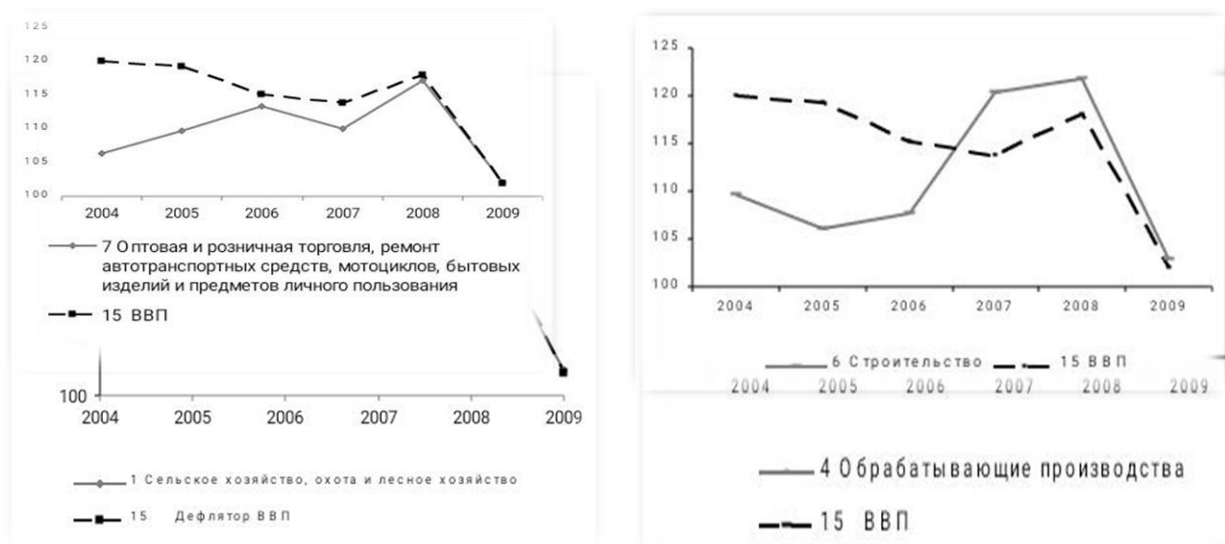 125
120
115
110
105
100
2004 2005 2006 2007 2008 2009
7 Оптовая и розничная торговля, ремонт
автотранспортных средств, мотоциклов, бытовых
изделий и предметов личного пользования
15 ВВП
100
2004 2005 2006 2007 2008 2009
1 Сельское хозяйство, охота и лесное хозяйство
15 Дефлятор ВВП
125
120
115
110
105
100
2004 2005 2006 2007 2008 2009
6 Строительство 15 ВВП
2004 2005 2006 2007 2008 2009
4 Обрабатывающие производства
15 ВВП